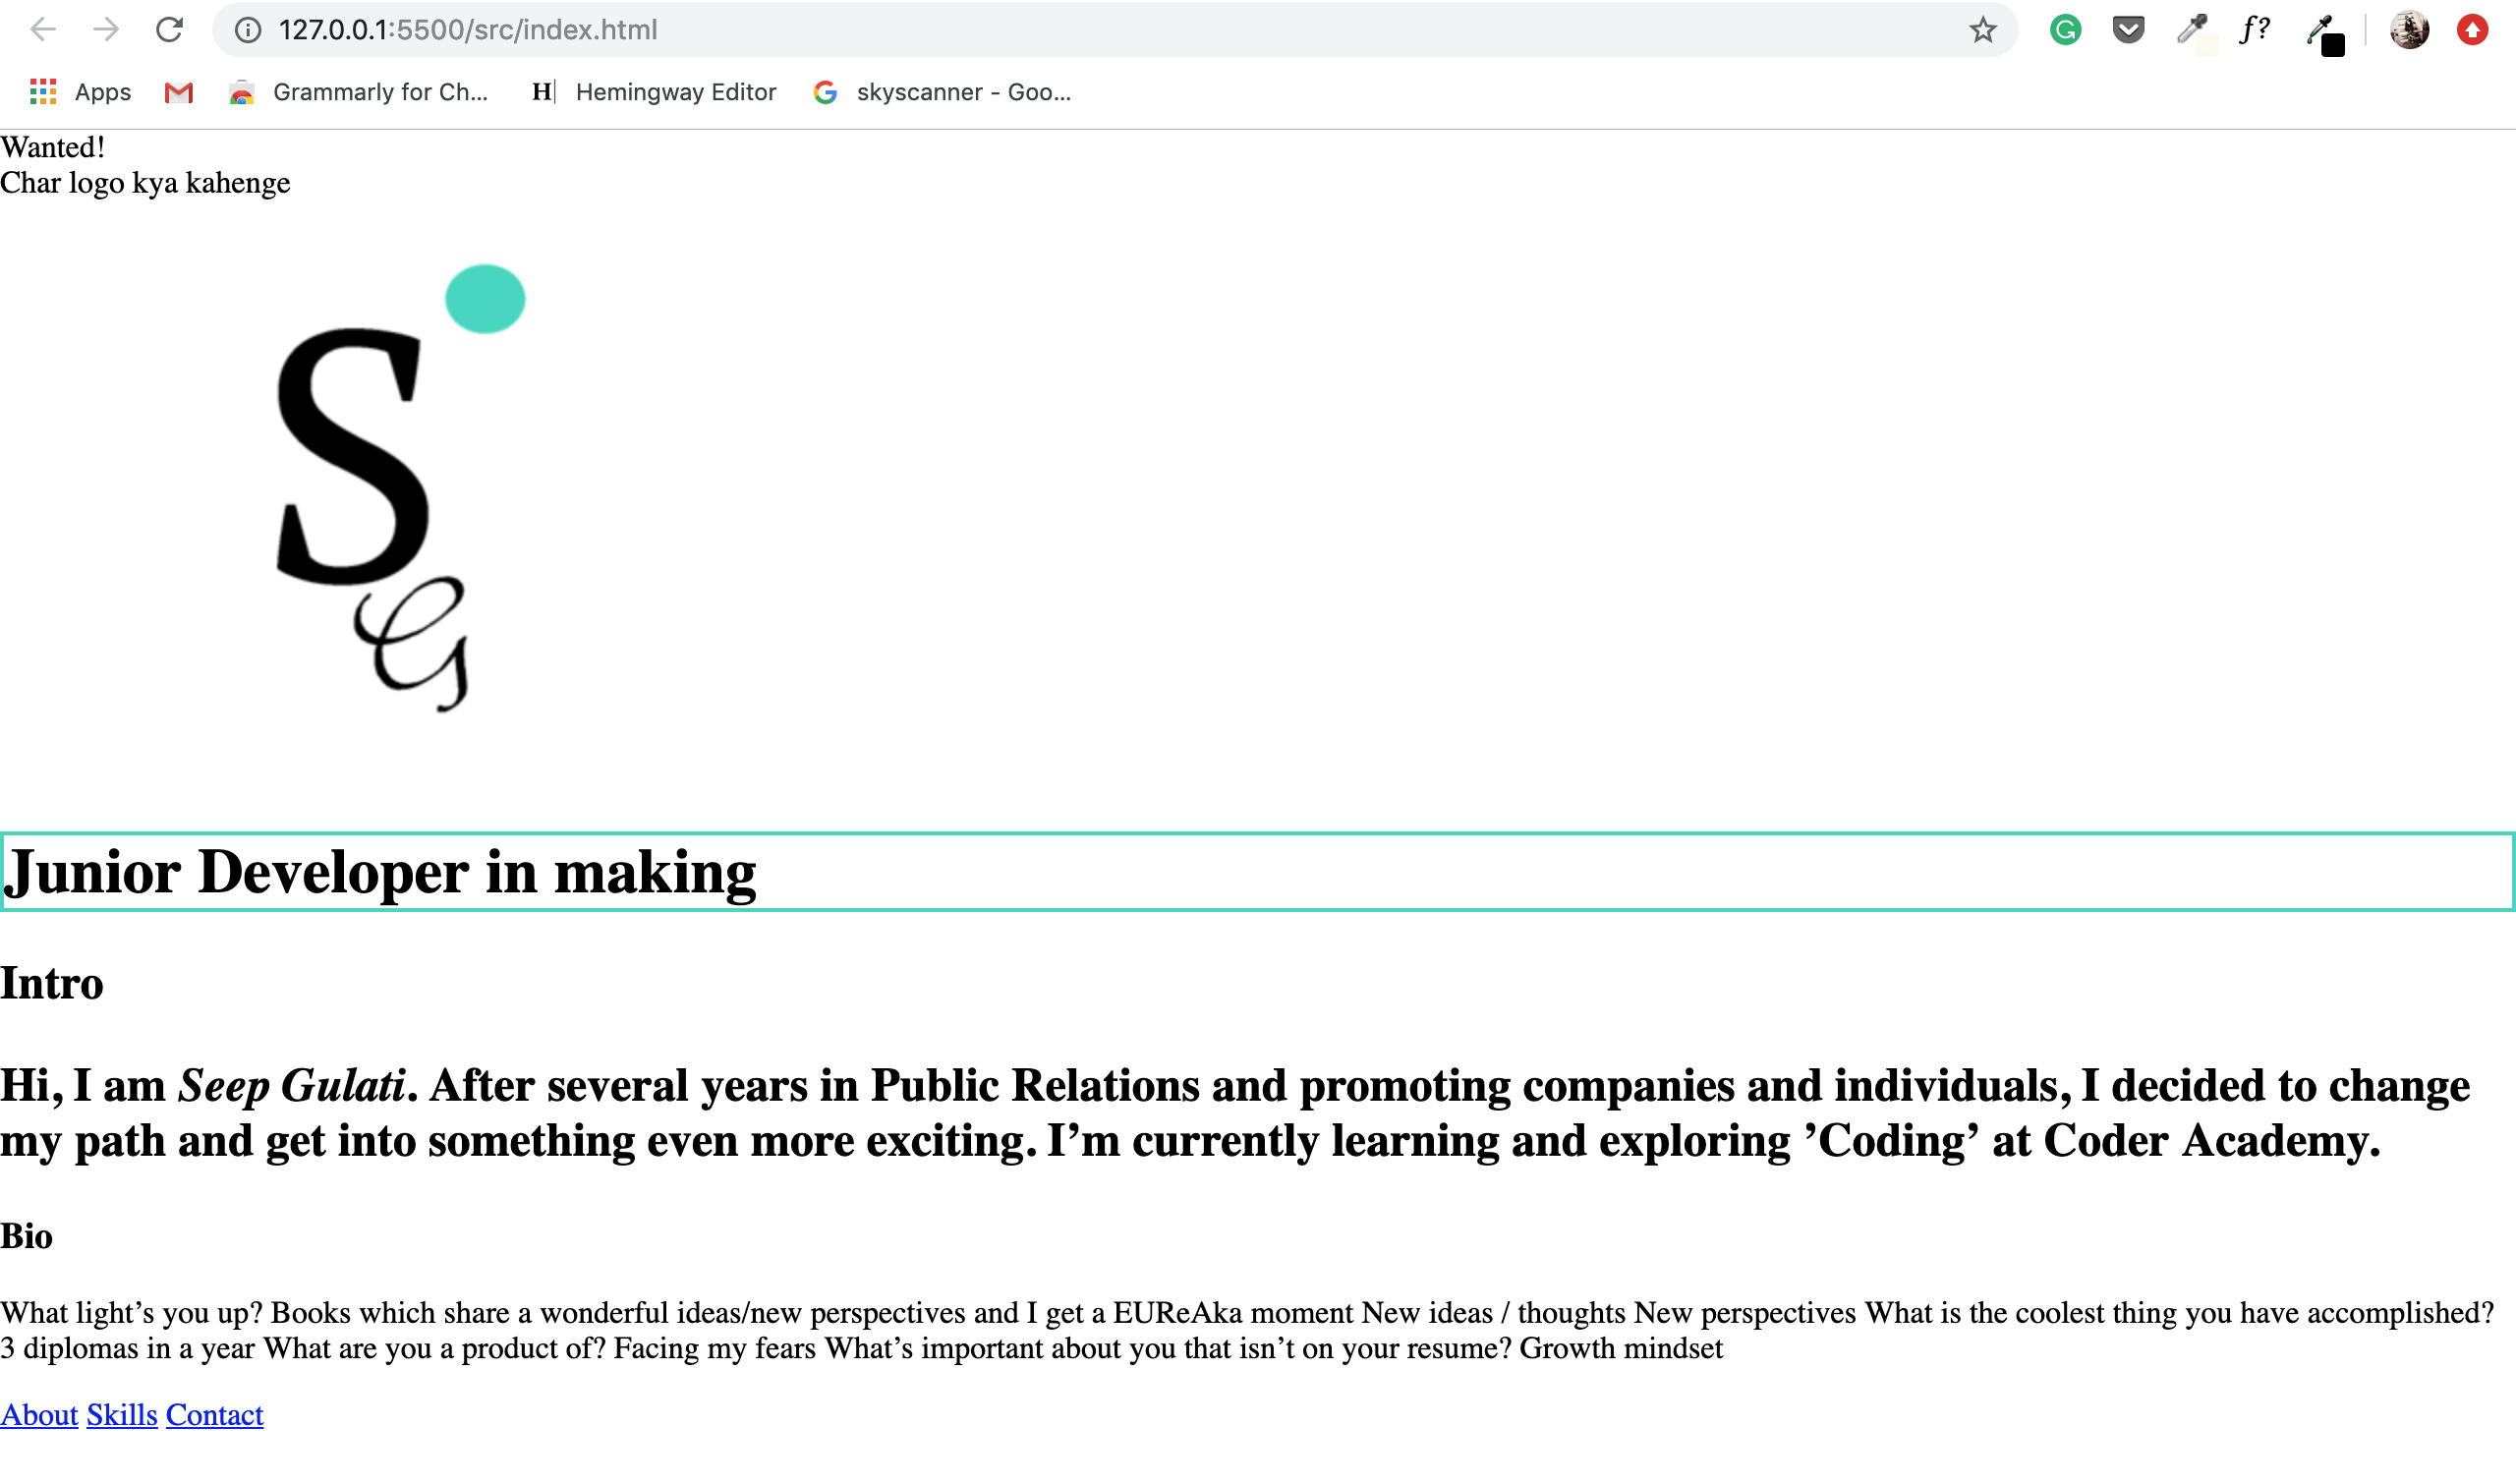 127.0.0.1:5500/src/index.html
f?
Apps
Grammarly for Ch...
H
Hemingway Editor
skyscanner - Goo...
Wanted!
Char logo kya kahenge
S
G
Junior Developer in making
Intro
Hi, I am Seep Gulati. After several years in Public Relations and promoting companies and individuals, I decided to change
my path and get into something even more exciting. I’m currently learning and exploring ’Coding’ at Coder Academy.
Bio
What light’s you up? Books which share a wonderful ideas/new perspectives and I get a EUReAka moment New ideas / thoughts New perspectives What is the coolest thing you have accomplished?
3 diplomas in a year What are you a product of? Facing my fears What’s important about you that isn’t on your resume? Growth mindset
About Skills Contact